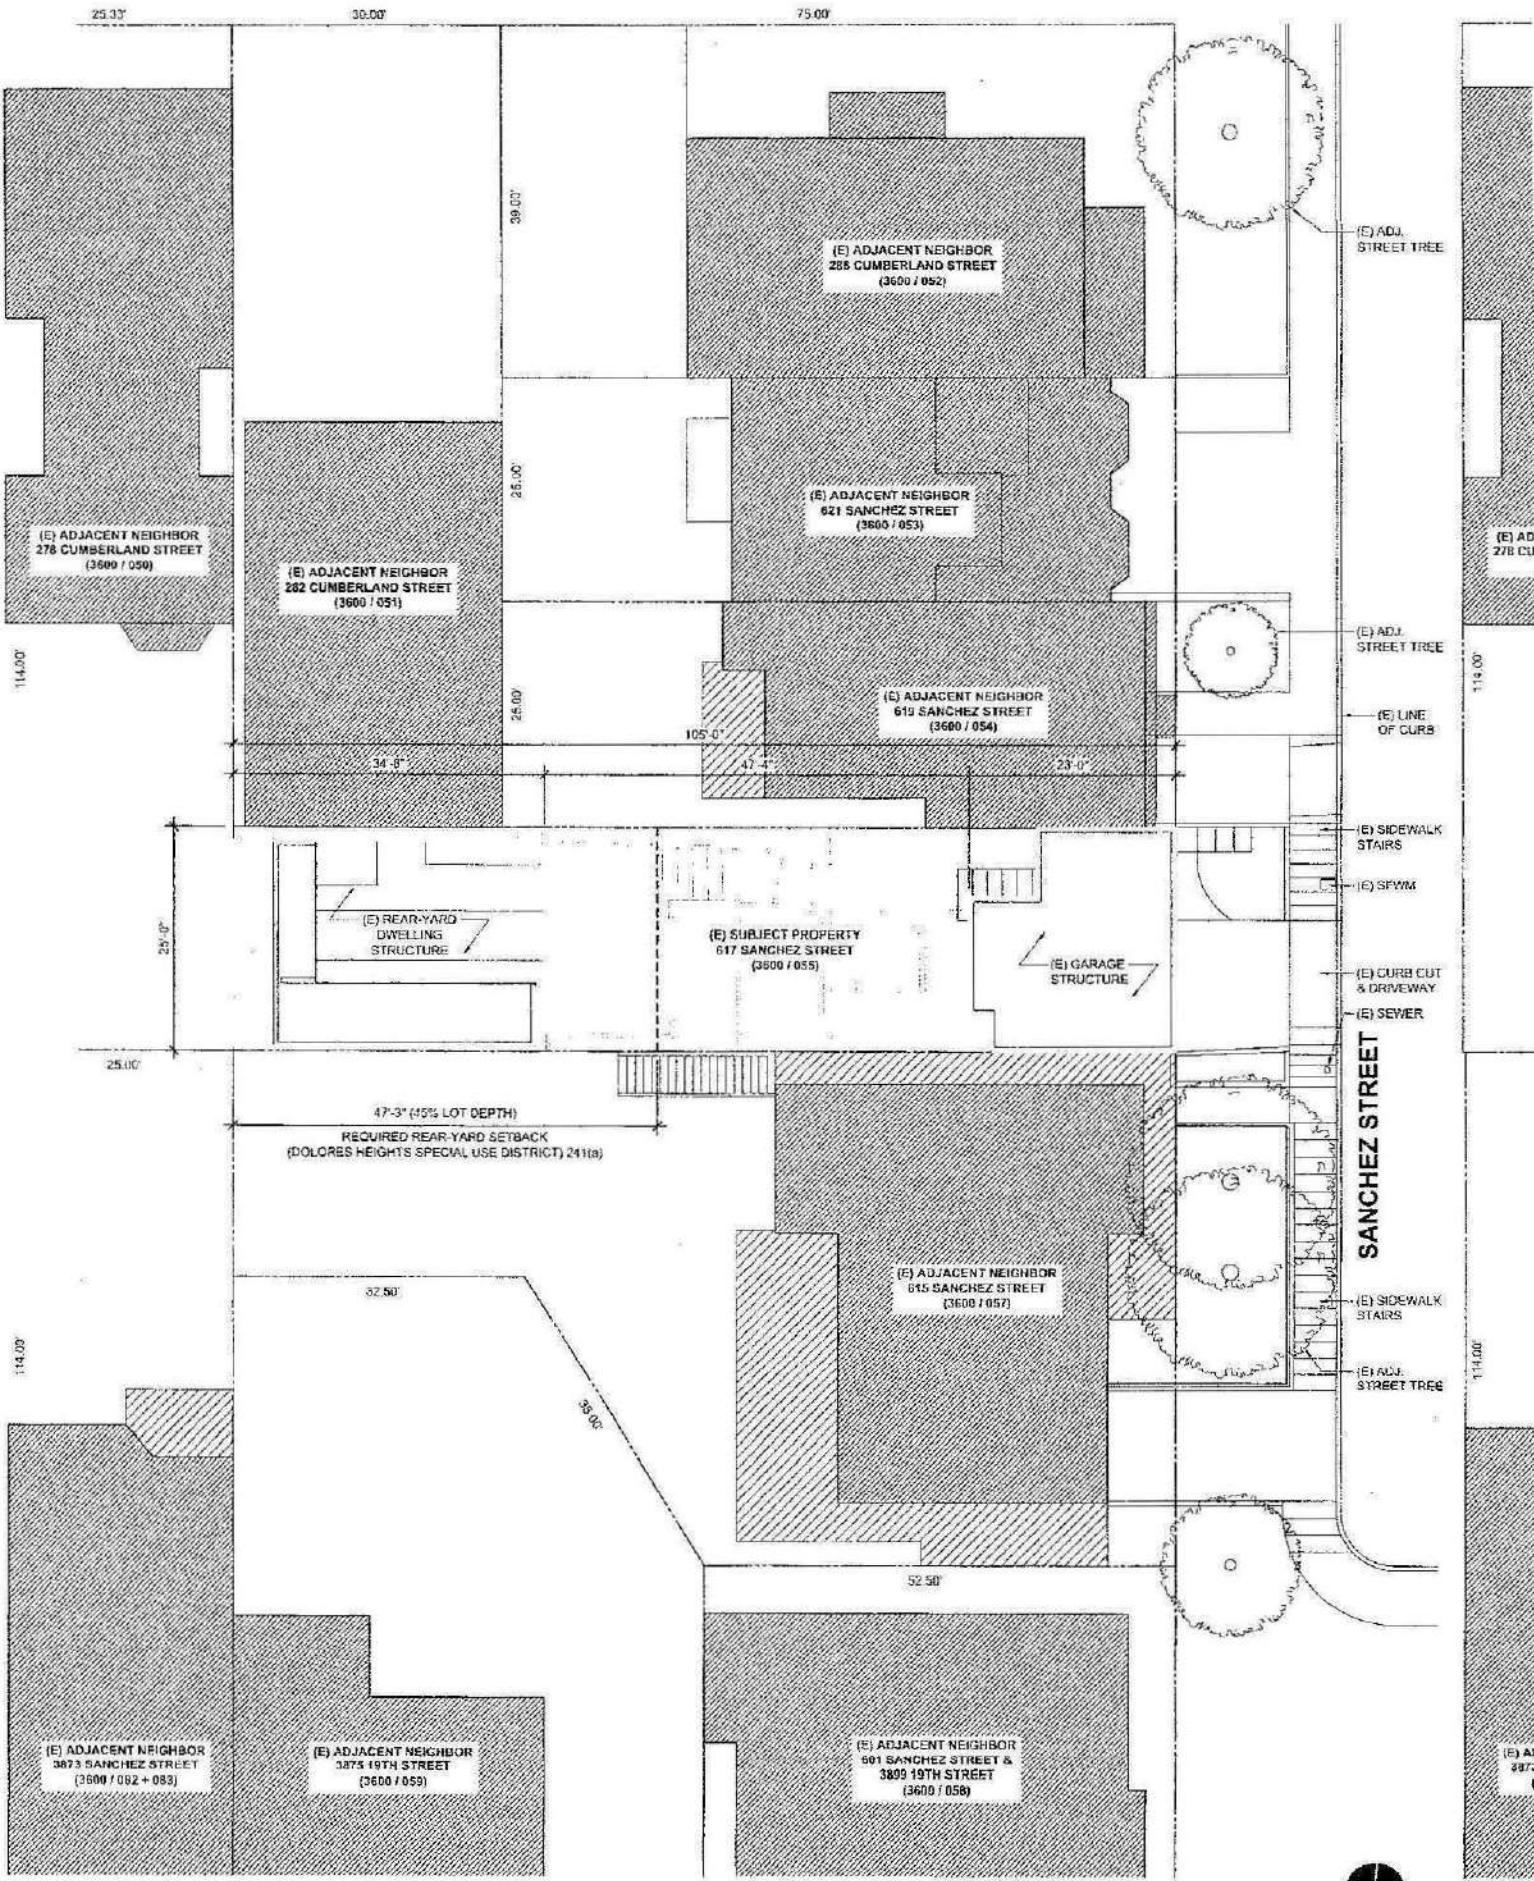 25.33'
30.00'
75.00'
39.00'
(E) ADJ.
STREET TREE
(E) ADJACENT NEIGHBOR
288 CUMBERLAND STREET
(3600 / 052)
25.00'
(E) ADJACENT NEIGHBOR
621 SANCHEZ STREET
(3600 / 053)
(E) ADJACENT NEIGHBOR
278 CUMBERLAND STREET
(3600 / 050)
(E) AD
278 CU
(E) ADJACENT NEIGHBOR
282 CUMBERLAND STREET
(3600 / 051)
(E) ADJ.
STREET TREE
114.00'
114.00'
25.00'
(E) ADJACENT NEIGHBOR
619 SANCHEZ STREET
(3600 / 054)
(E) LINE
OF CURB
105'-0"
34'-8"
47'-4"
23'-0"
(E) SIDEWALK
STAIRS
(E) SFWM
25'-0"
(E) REAR-YARD
DWELLING
STRUCTURE
(E) SUBJECT PROPERTY
617 SANCHEZ STREET
(3600 / 055)
(E) GARAGE
STRUCTURE
(E) CURB CUT
& DRIVEWAY
(E) SEWER
25.00'
SANCHEZ STREET
47'-3" (45% LOT DEPTH)
REQUIRED REAR-YARD SETBACK
(DOLORES HEIGHTS SPECIAL USE DISTRICT) 241(a)
(E) ADJACENT NEIGHBOR
615 SANCHEZ STREET
(3600 / 057)
(E) SIDEWALK
STAIRS
32.50'
114.00'
114.00'
(E) ADJ.
STREET TREE
35.00'
52.50'
(E) ADJACENT NEIGHBOR
3873 SANCHEZ STREET
(3600 / 082 + 083)
(E) ADJACENT NEIGHBOR
3875 19TH STREET
(3600 / 059)
(E) ADJACENT NEIGHBOR
601 SANCHEZ STREET &
3899 19TH STREET
(3600 / 058)
(E) A
3873